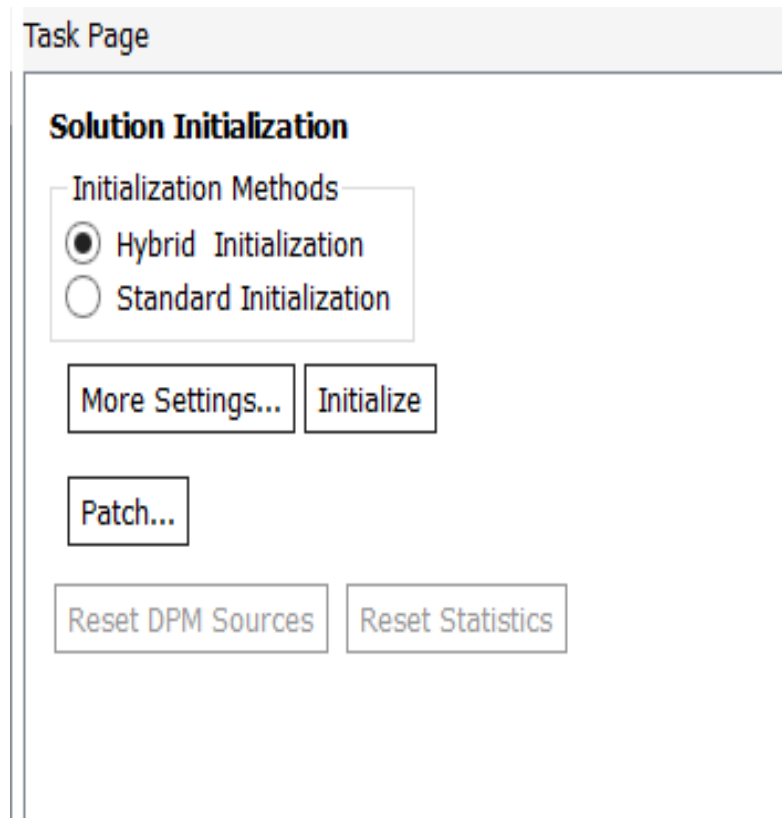 Task Page
Solution Initialization
Initialization Methods
Hybrid Initialization
Standard Initialization
More Settings... Initialize
Patch...
Reset DPM Sources Reset Statistics